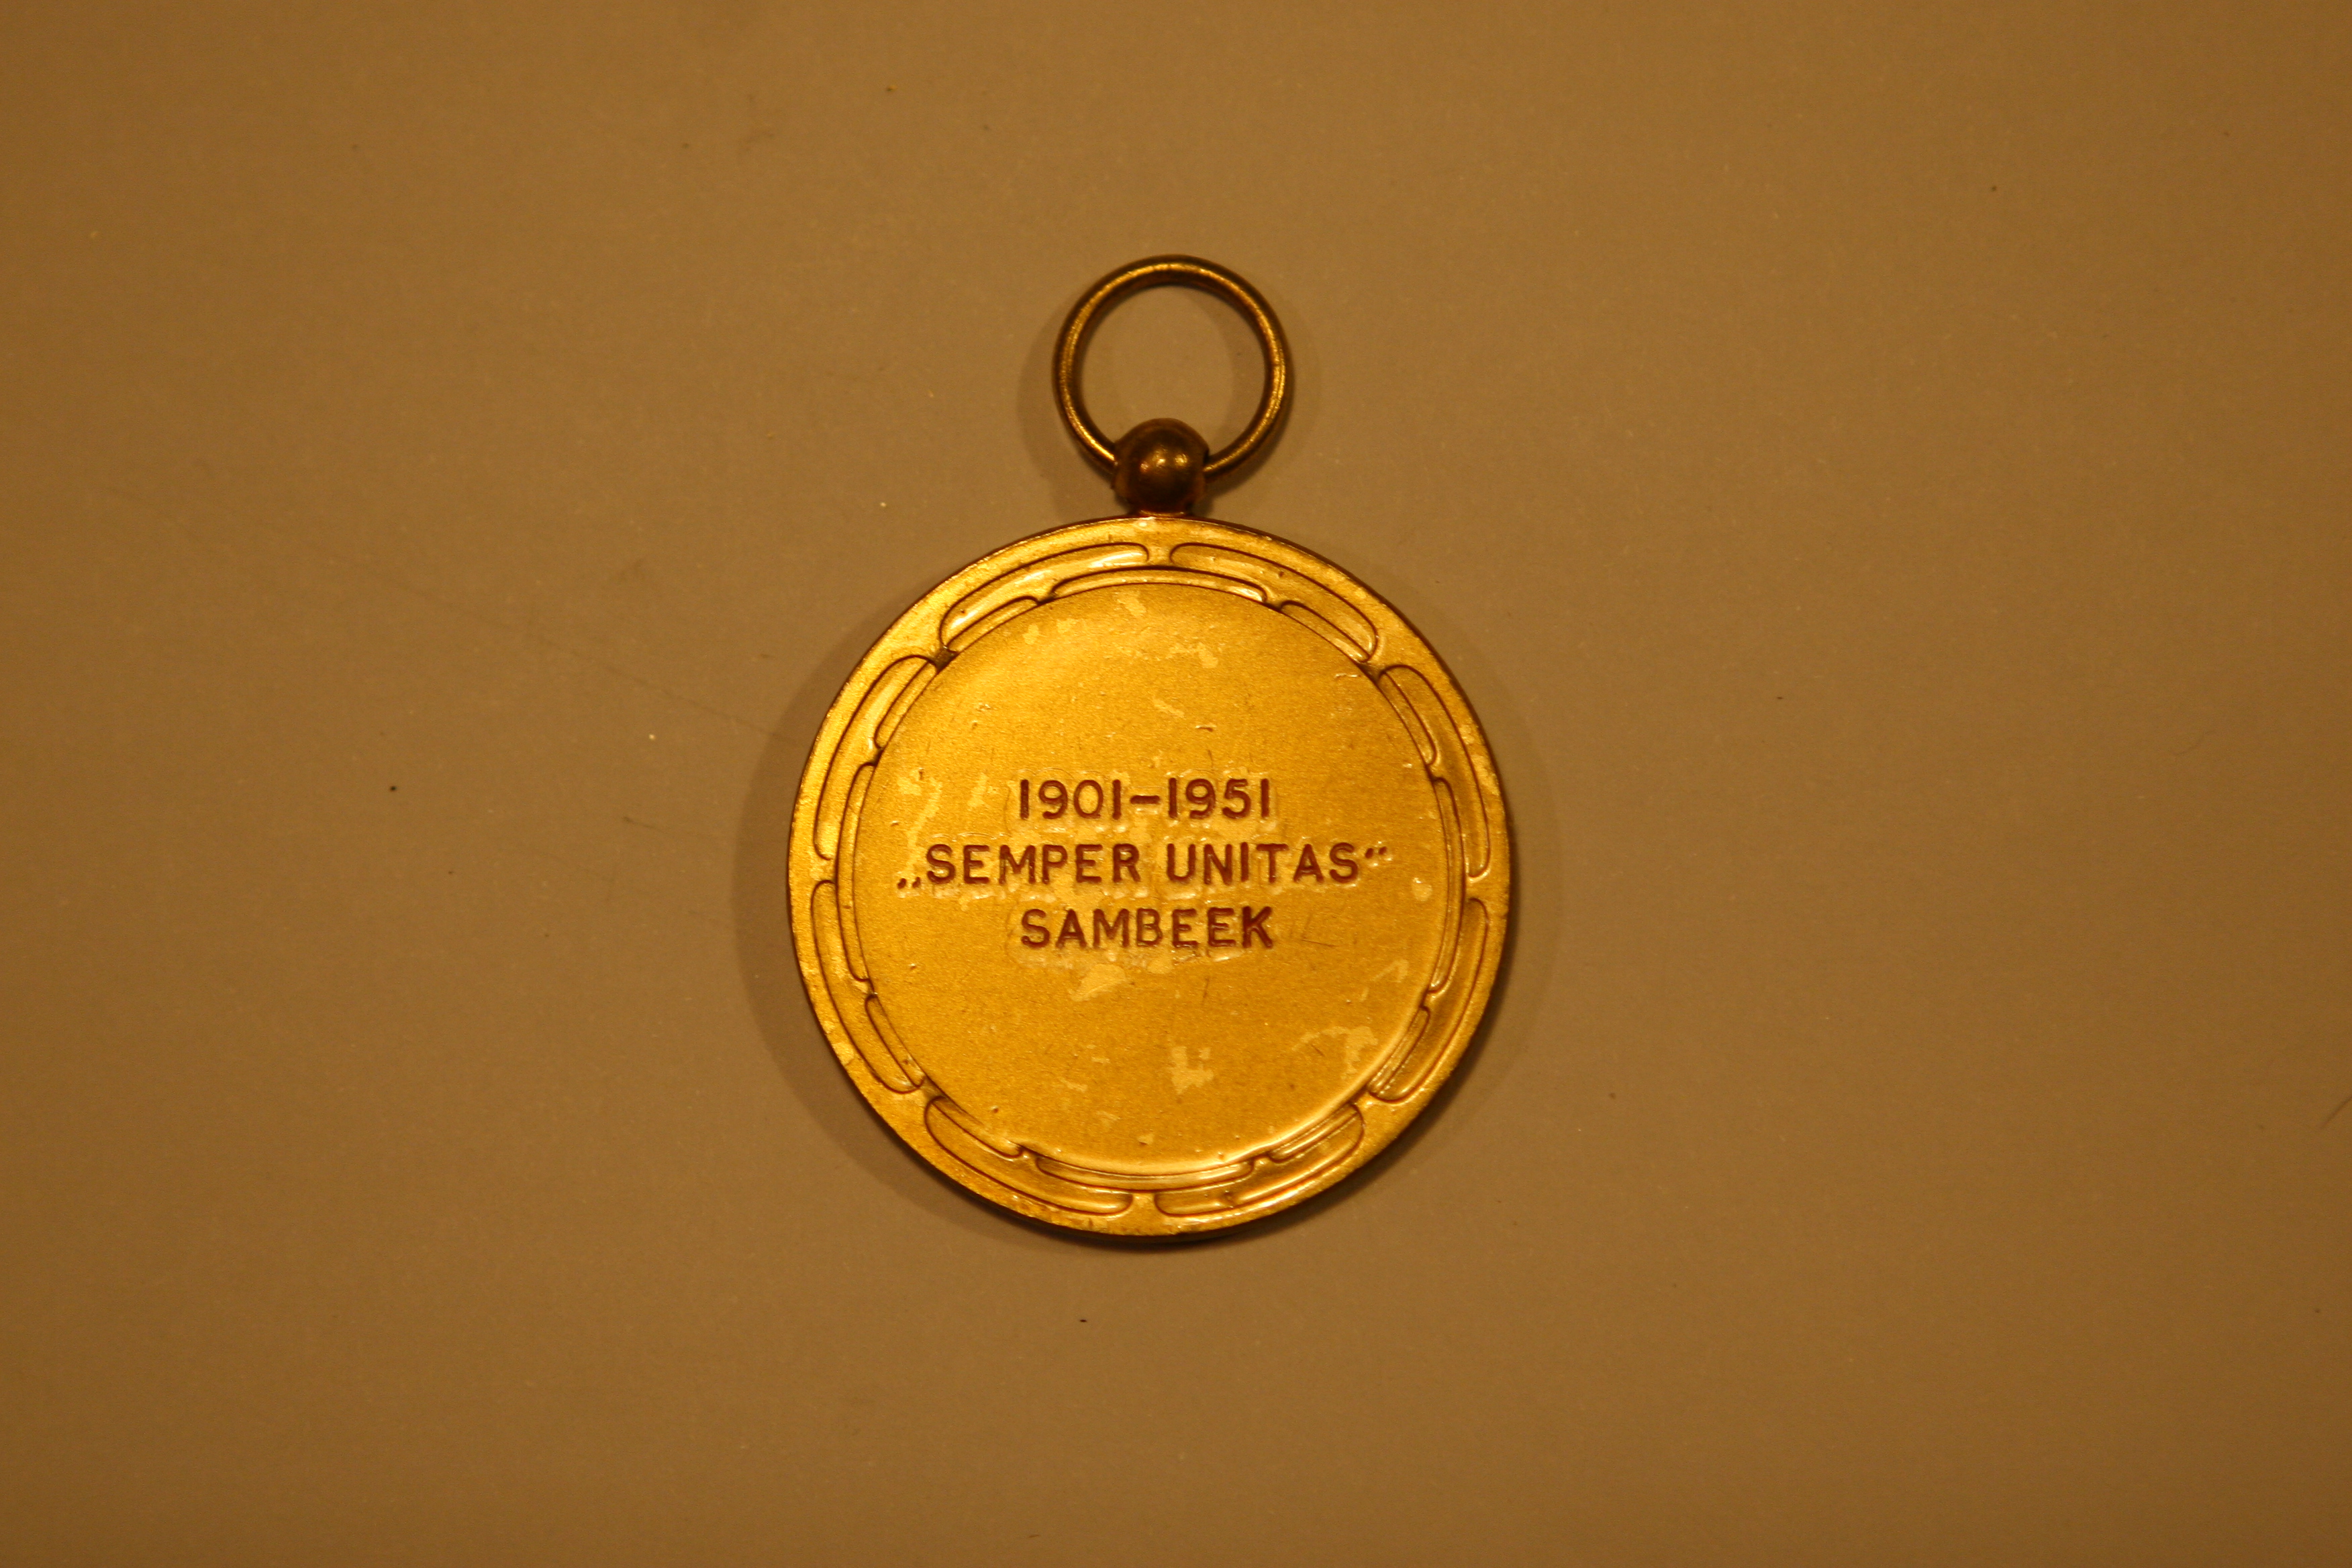 1901-1951
„SEMPER UNITAS“
SAMBEEK